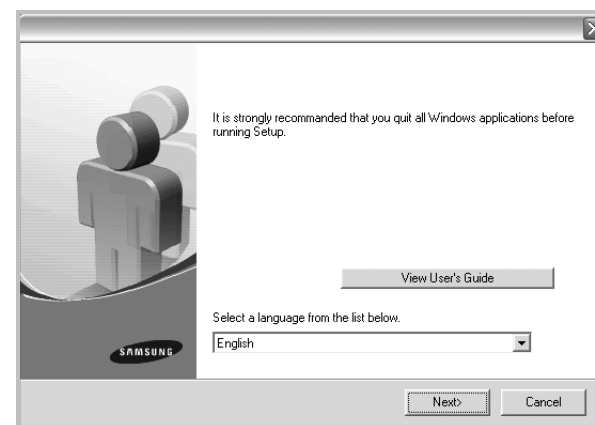 It is strongly recommanded that you quit all Windows applications before
running Setup.
View User's Guide
Select a language from the list below.
English
SAMSUNG
Next>
Cancel